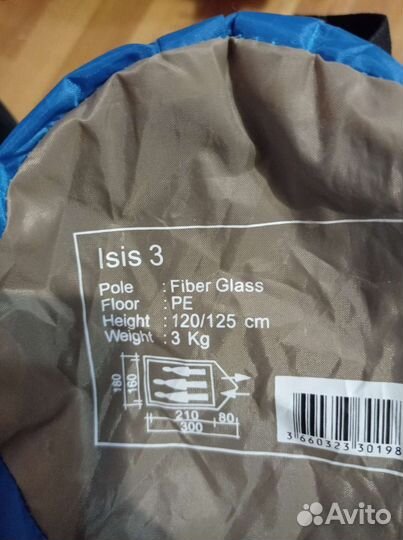 Isis 3
Pole : Fiber Glass
Floor : PE
Height : 120/125 cm
Weight : 3 Kg
180
160
210
80
300
3 660323 30198
Avito